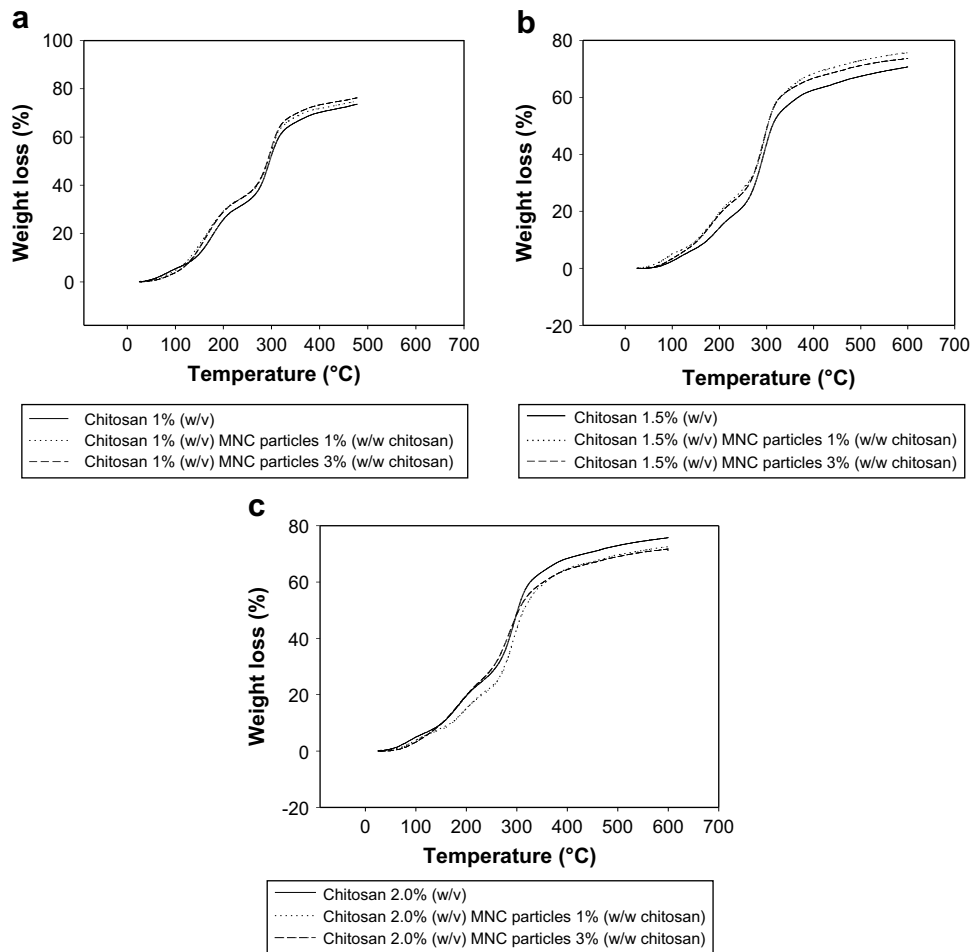 a
100
80
60
40
20
0
Weight loss (%)
0 100 200 300 400 500 600 700
Temperature (°C)
Chitosan 1% (w/v)
Chitosan 1% (w/v) MNC particles 1% (w/w chitosan)
Chitosan 1% (w/v) MNC particles 3% (w/w chitosan)
b
80
60
40
20
0
-20
Weight loss (%)
0 100 200 300 400 500 600 700
Temperature (°C)
Chitosan 1.5% (w/v)
Chitosan 1.5% (w/v) MNC particles 1% (w/w chitosan)
Chitosan 1.5% (w/v) MNC particles 3% (w/w chitosan)
c
80
60
40
20
0
-20
Weight loss (%)
0 100 200 300 400 500 600 700
Temperature (°C)
Chitosan 2.0% (w/v)
Chitosan 2.0% (w/v) MNC particles 1% (w/w chitosan)
Chitosan 2.0% (w/v) MNC particles 3% (w/w chitosan)